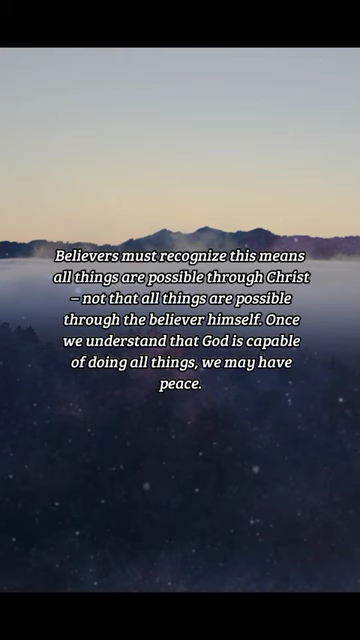 Believers must recognize this means
all things are possible through Christ
– not that all things are possible
through the believer himself. Once
we understand that God is capable
of doing all things, we may have
peace.